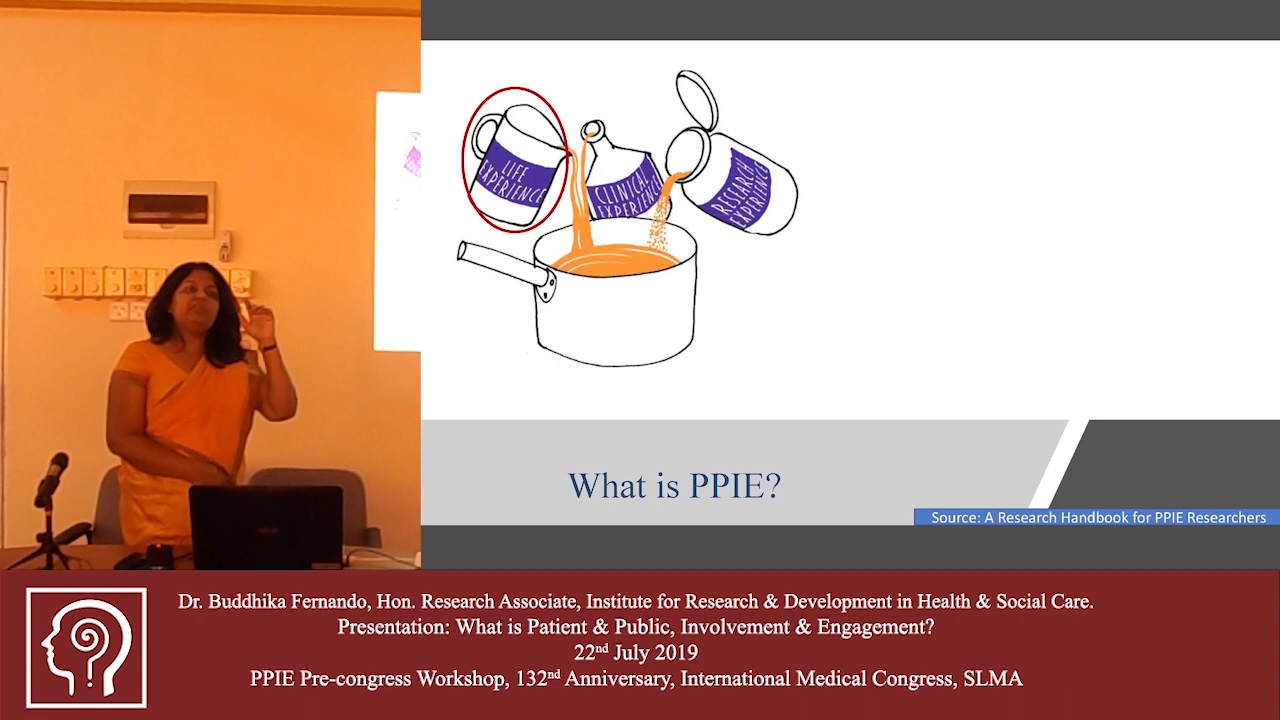 LIFE
EXPERIENCE
CLINICAL
EXPERIENCE
RESEARCH
EXPERIENCE
What is PPIE?
Source: A Research Handbook for PPIE Researchers
Dr. Buddhika Fernando, Hon. Research Associate, Institute for Research & Development in Health & Social Care.
Presentation: What is Patient & Public, Involvement & Engagement?
22nd July 2019
PPIE Pre-congress Workshop, 132nd Anniversary, International Medical Congress, SLMA